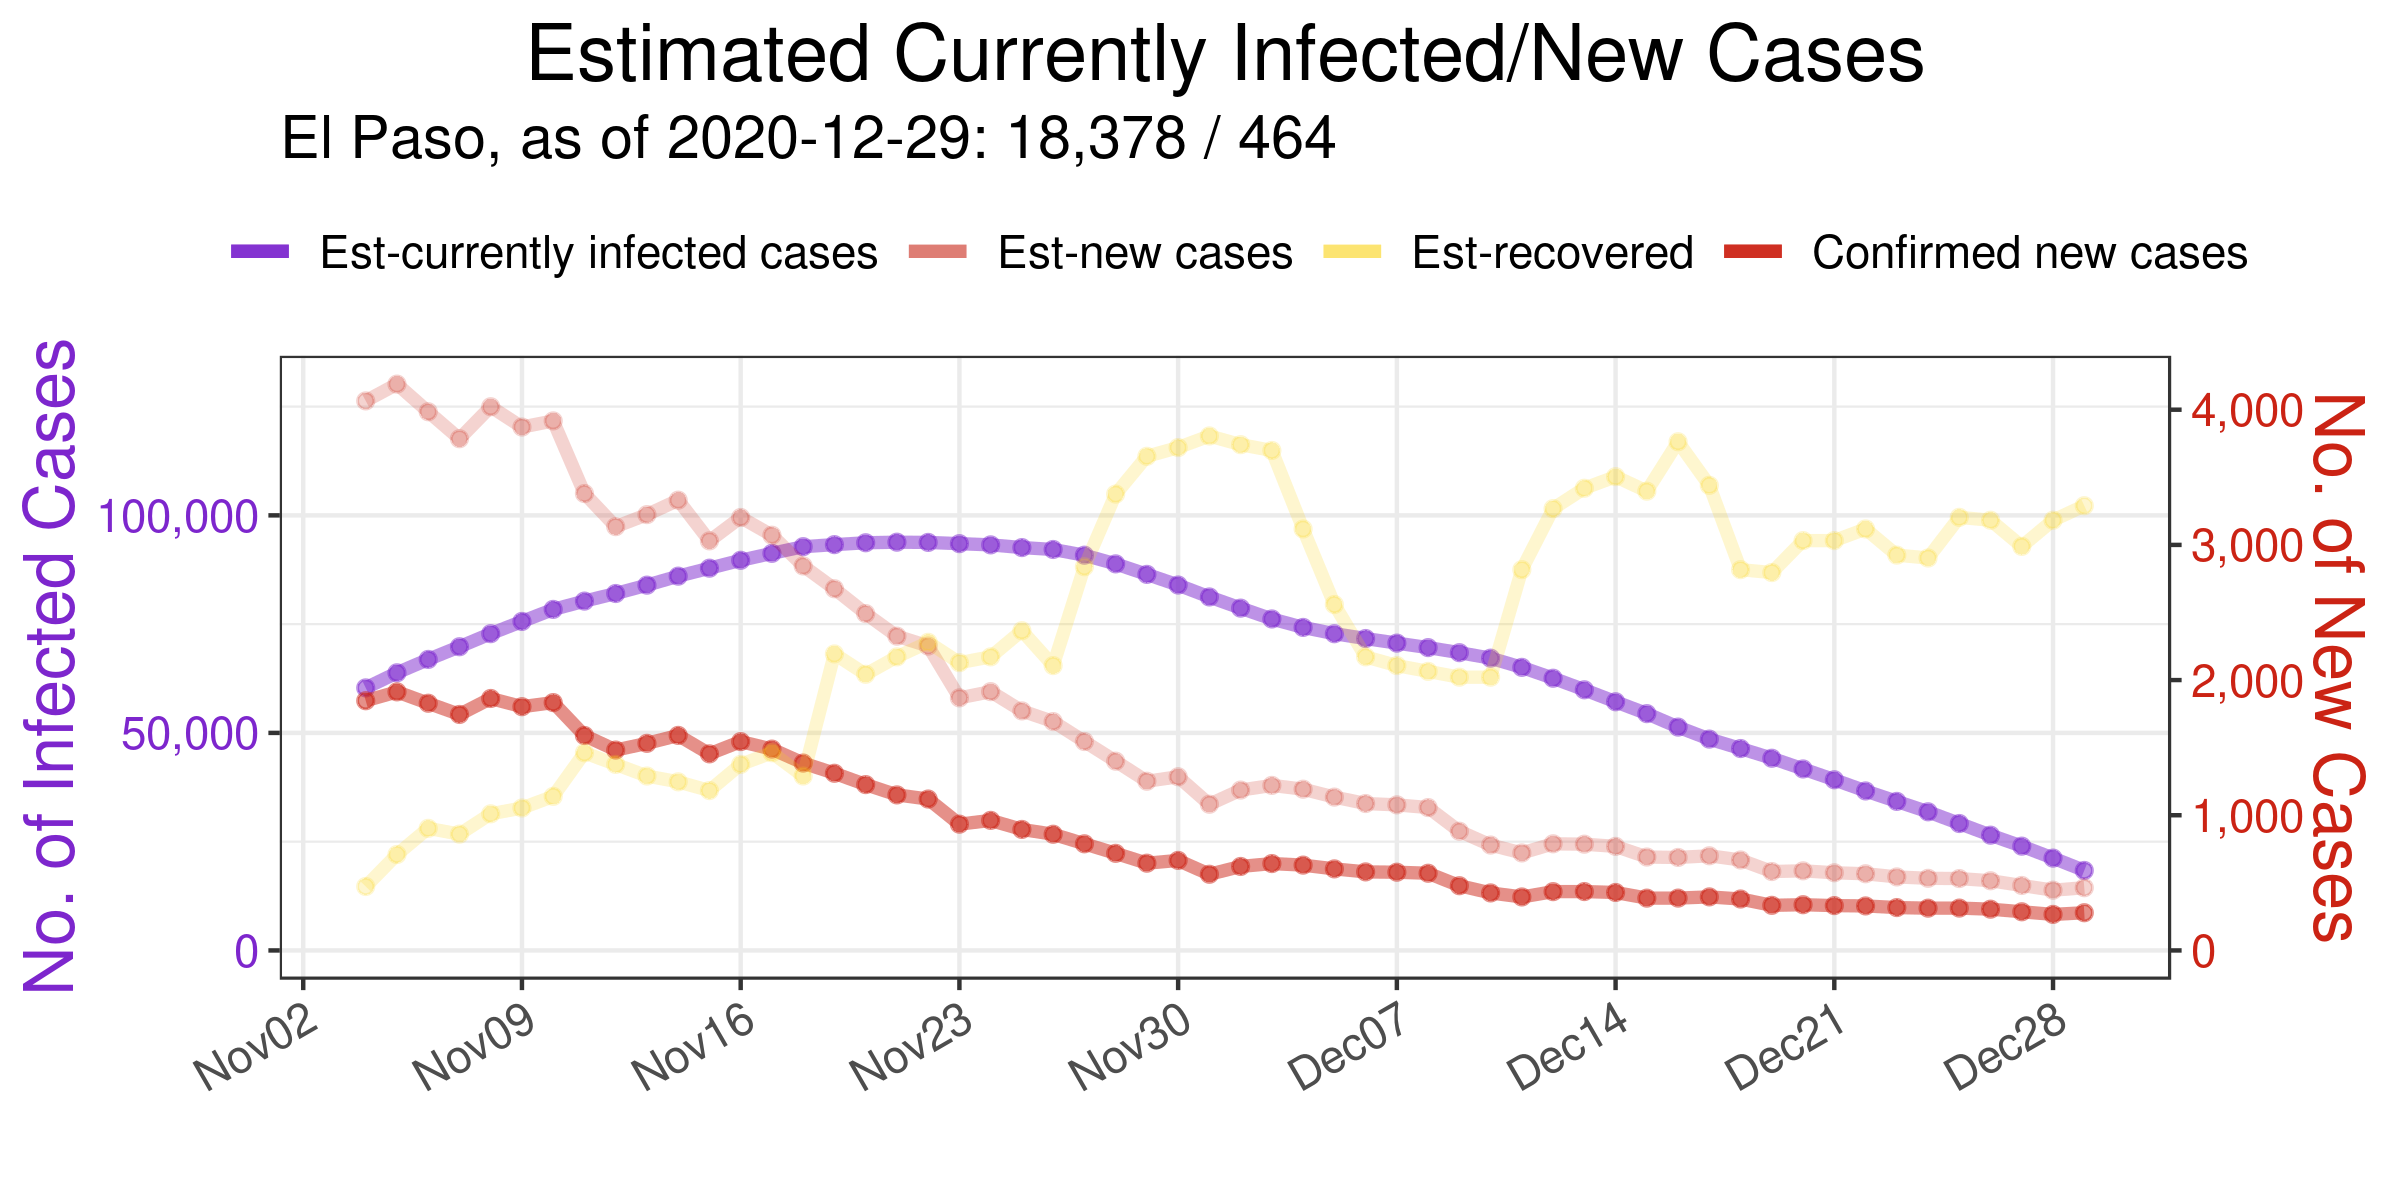 Estimated Currently Infected/New Cases
El Paso, as of 2020-12-29: 18,378 / 464
Est-currently infected cases Est-new cases Est-recovered Confirmed new cases
No. of Infected Cases
100,000
50,000
0
4,000
3,000
2,000
1,000
0
No. of New Cases
Nov02 Nov09 Nov16 Nov23 Nov30 Dec07 Dec14 Dec21 Dec28